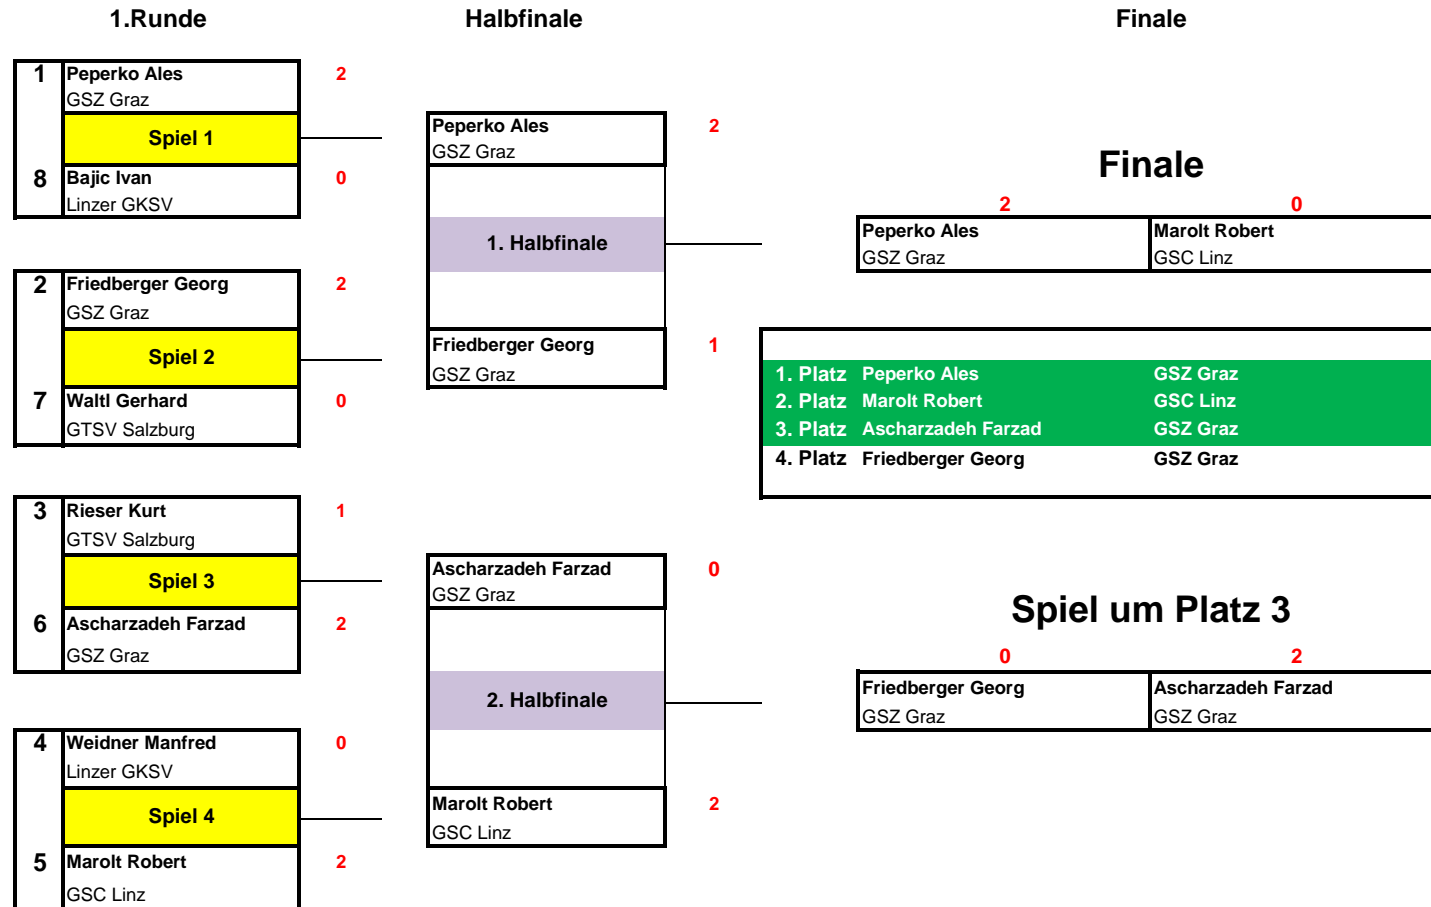 1.Runde
Halbfinale
Finale
1 Peperko Ales 2
GSZ Graz
Spiel 1
8 Bajic Ivan 0
Linzer GKSV
2 Friedberger Georg 2
GSZ Graz
Spiel 2
7 Waltl Gerhard 0
GTSV Salzburg
3 Rieser Kurt 1
GTSV Salzburg
Spiel 3
6 Ascharzadeh Farzad 2
GSZ Graz
4 Weidner Manfred 0
Linzer GKSV
Spiel 4
5 Marolt Robert 2
GSC Linz
Peperko Ales 2
GSZ Graz
1. Halbfinale
Friedberger Georg 1
GSZ Graz
Ascharzadeh Farzad 0
GSZ Graz
2. Halbfinale
Marolt Robert 2
GSC Linz
Finale
2 0
Peperko Ales Marolt Robert
GSZ Graz GSC Linz
1. Platz Peperko Ales GSZ Graz
2. Platz Marolt Robert GSC Linz
3. Platz Ascharzadeh Farzad GSZ Graz
4. Platz Friedberger Georg GSZ Graz
Spiel um Platz 3
0 2
Friedberger Georg Ascharzadeh Farzad
GSZ Graz GSZ Graz